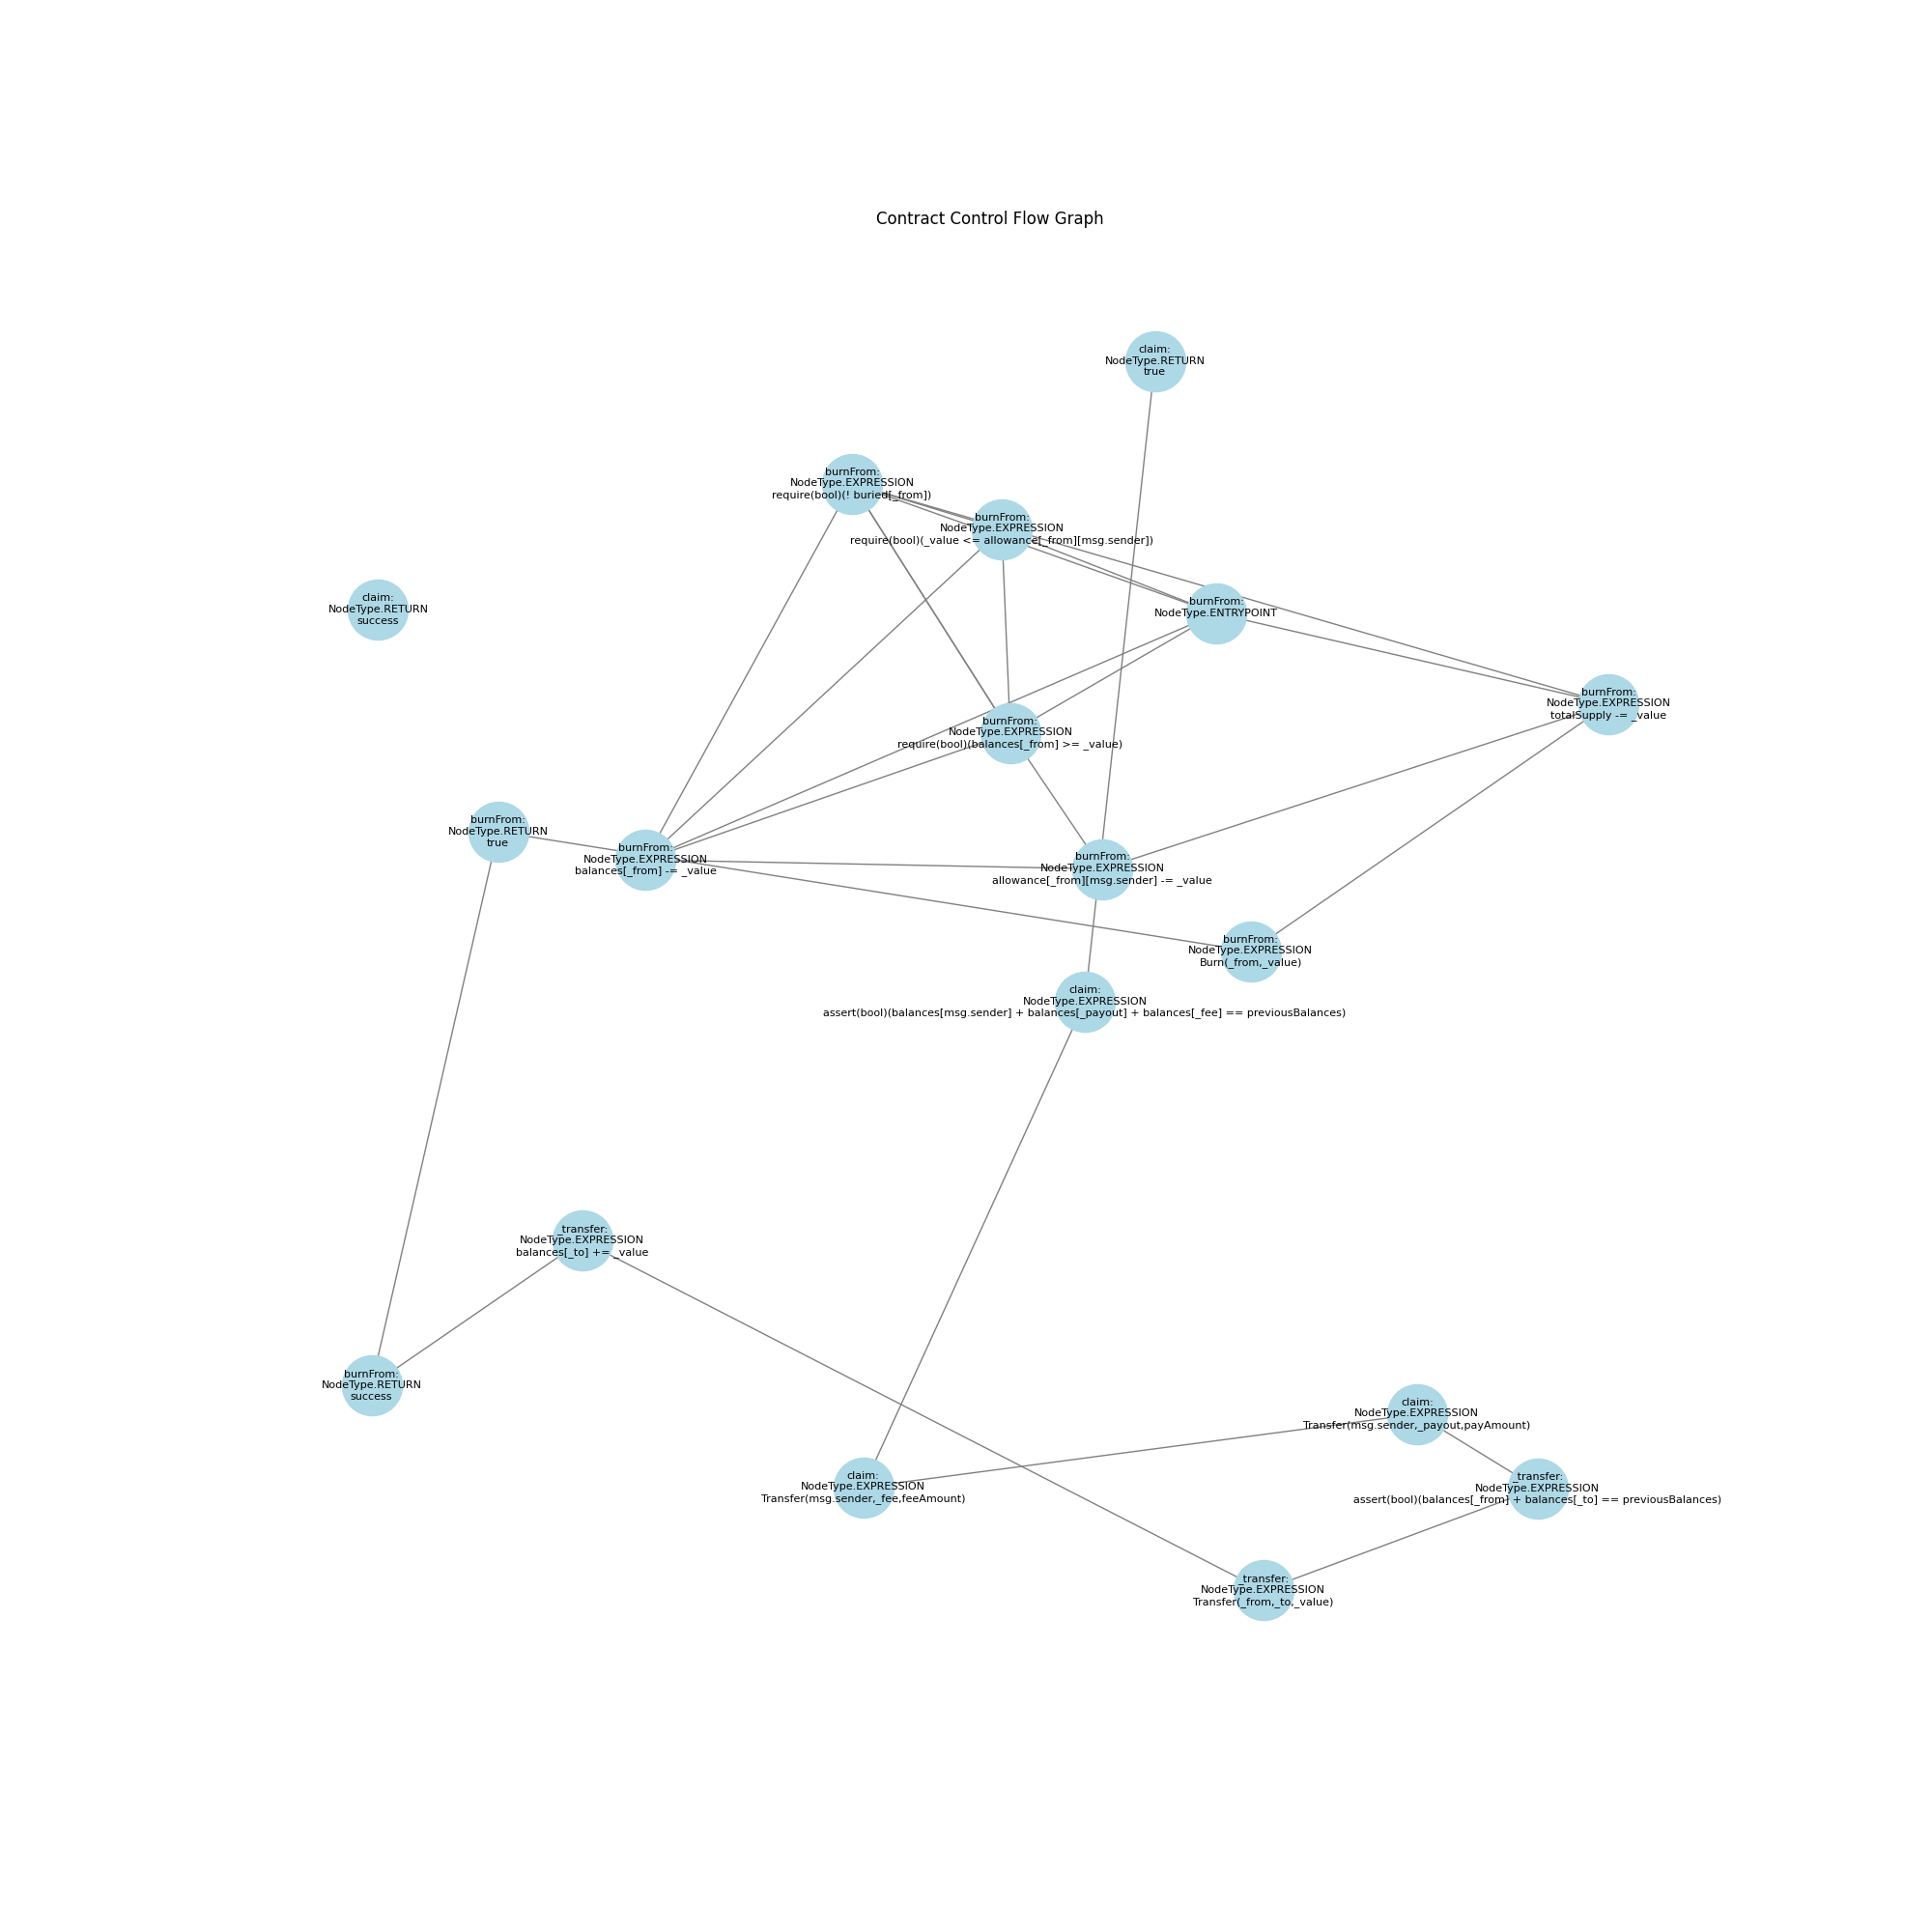 Contract Control Flow Graph
claim:
NodeType.RETURN
true
burnFrom:
NodeType.EXPRESSION
require(bool)(! buried[_from])
burnFrom:
NodeType.EXPRESSION
require(bool)(_value <= allowance[_from][msg.sender])
claim:
NodeType.RETURN
success
burnFrom:
NodeType.ENTRYPOINT
burnFrom:
NodeType.EXPRESSION
totalSupply -= _value
burnFrom:
NodeType.EXPRESSION
require(bool)(balances[_from] >= _value)
burnFrom:
NodeType.RETURN
true
burnFrom:
NodeType.EXPRESSION
balances[_from] -= _value
burnFrom:
NodeType.EXPRESSION
allowance[_from][msg.sender] -= _value
burnFrom:
NodeType.EXPRESSION
Burn(_from,_value)
claim:
NodeType.EXPRESSION
assert(bool)(balances[msg.sender] + balances[_payout] + balances[_fee] == previousBalances)
_transfer:
NodeType.EXPRESSION
balances[_to] += _value
burnFrom:
NodeType.RETURN
success
claim:
NodeType.EXPRESSION
Transfer(msg.sender,_payout,payAmount)
claim:
NodeType.EXPRESSION
Transfer(msg.sender,_fee,feeAmount)
_transfer:
NodeType.EXPRESSION
assert(bool)(balances[_from] + balances[_to] == previousBalances)
_transfer:
NodeType.EXPRESSION
Transfer(_from,_to,_value)